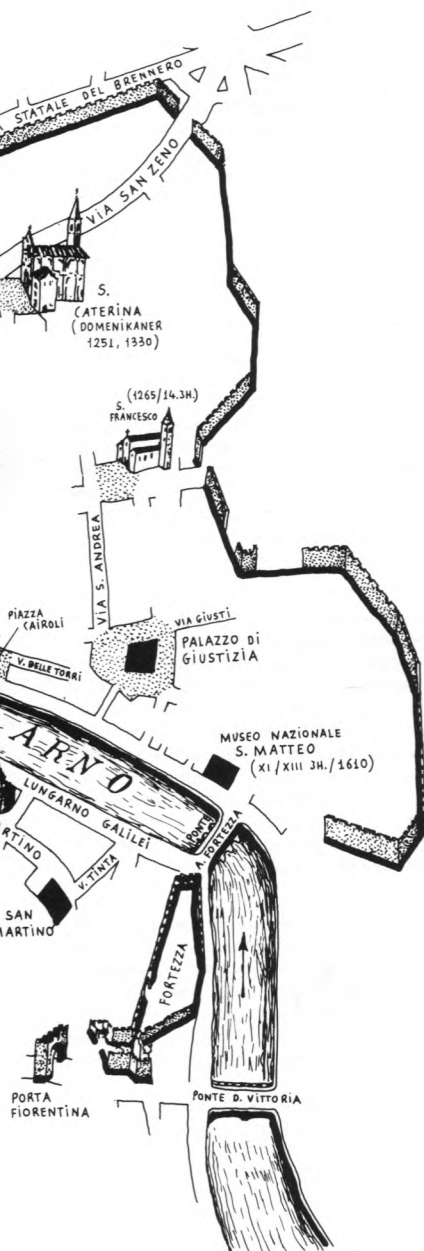 STATALE DEL BRENNERO
VIA SAN ZENO
S.
CATERINA
(DOMENIKANER
1251, 1330)
(1265/14.JH.)
S.
FRANCESCO
VIA S. ANDREA
PIAZZA
CAIROLI
V. DELLE TORRI
VIA GIUSTI
PALAZZO DI
GIUSTIZIA
ARNO
MUSEO NAZIONALE
S. MATTEO
(XI/XIII JH./1610)
LUNGARNO GALILEI
PONTE
A. FORTEZZA
ARTINO
V. TINTA
SAN
MARTINO
FORTEZZA
PORTA
FIORENTINA
PONTE D. VITTORIA